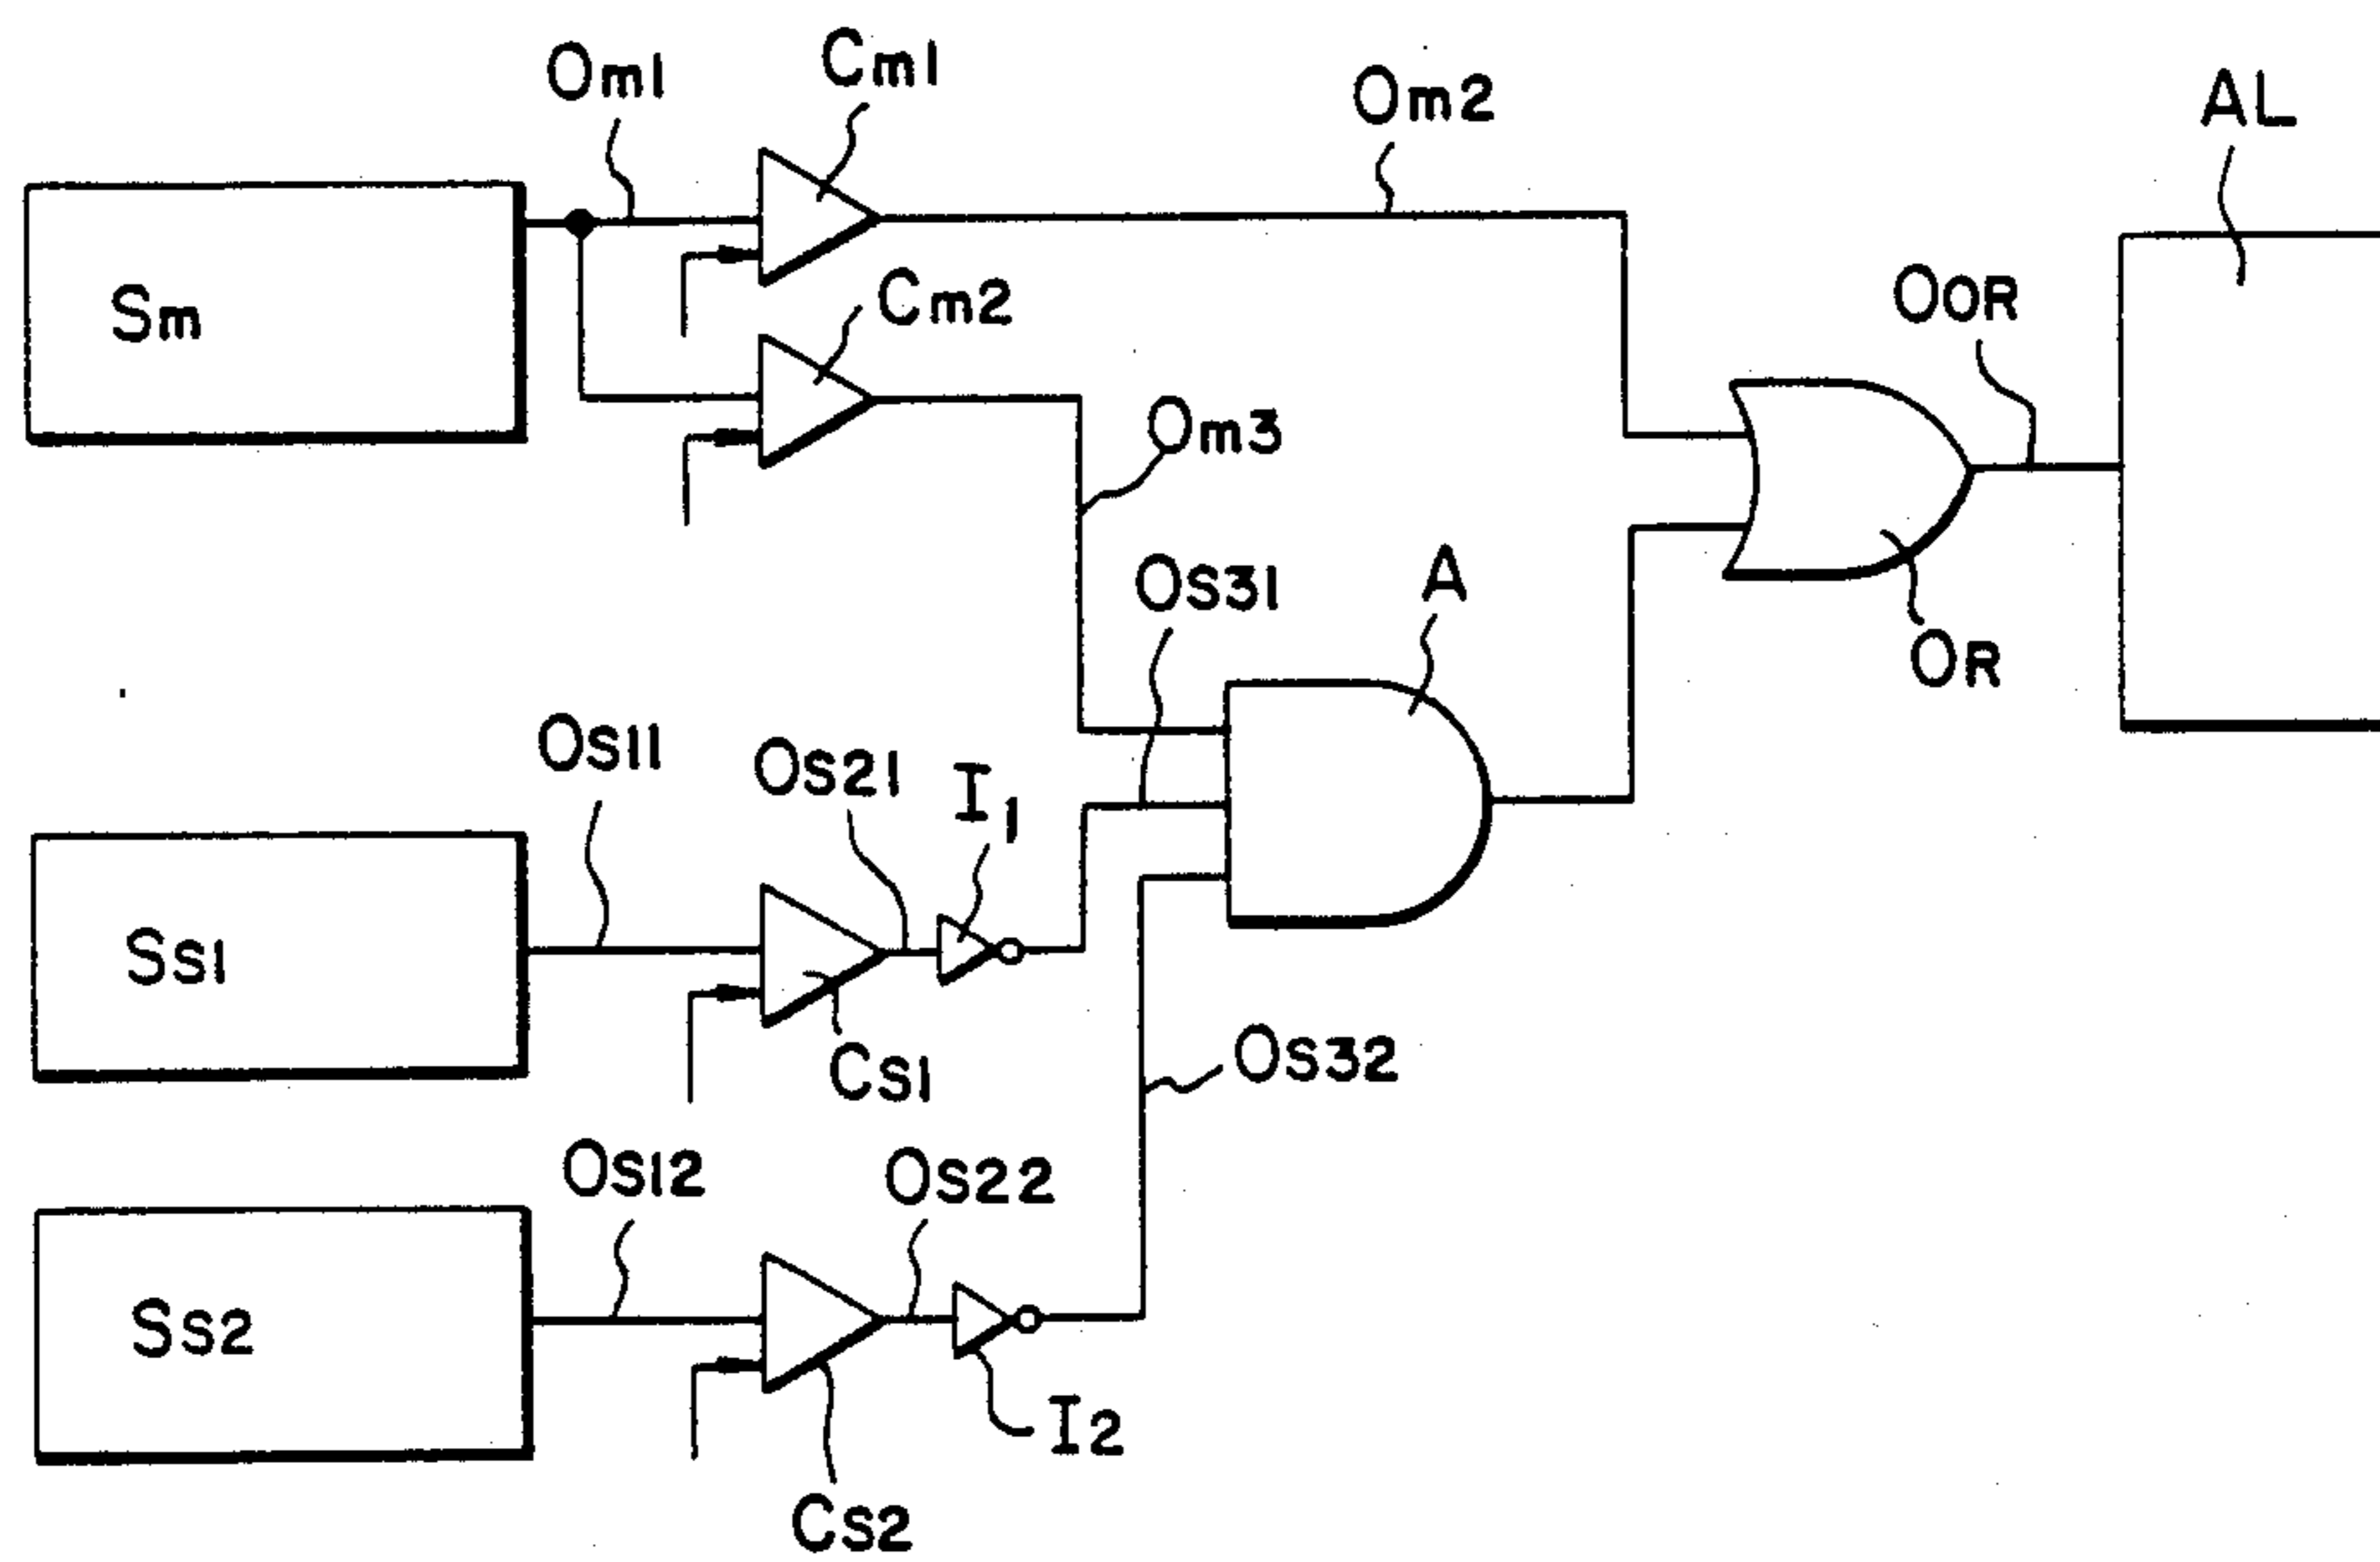 Om1
Cm1
Om2
AL
Sm
Cm2
OOR
Om3
Os31
A
OR
Os11
Os21
I1
Ss1
Cs1
Os32
Os12
Os22
Ss2
I2
Cs2